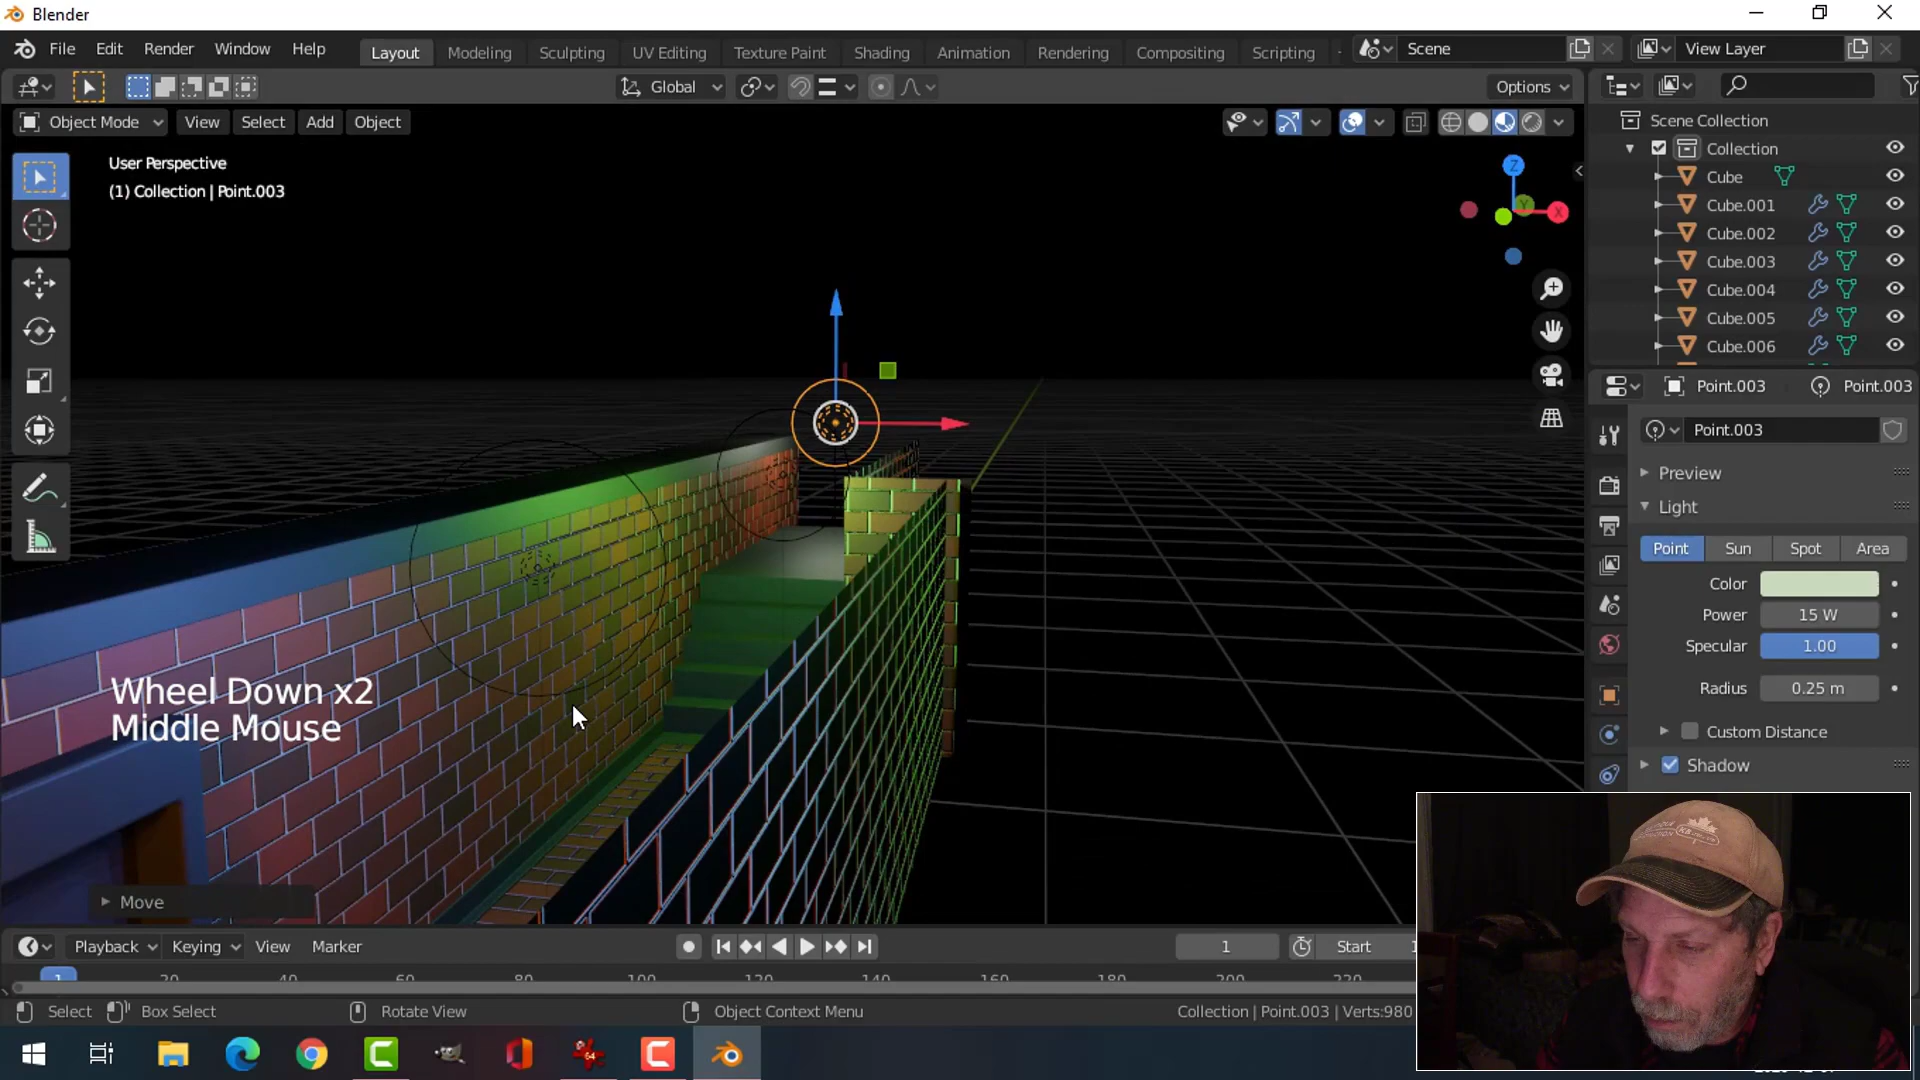 Blender
File Edit Render Window Help Layout Modeling Sculpting UV Editing Texture Paint Shading Animation Rendering Compositing Scripting Scene View Layer
Global Options
Object Mode View Select Add Object
User Perspective
(1) Collection | Point.003
Z
Y
X
Scene Collection
Collection
Cube
Cube.001
Cube.002
Cube.003
Cube.004
Cube.005
Cube.006
Point.003 Point.003
Point.003
Preview
Light
Point Sun Spot Area
Color
Power 15 W
Specular 1.00
Radius 0.25 m
Custom Distance
Shadow
Wheel Down x2
Middle Mouse
Move
Playback Keying View Marker 1 Start 1
1 20 40 60 80 100 120 140 160 180 200 220
Select Box Select Rotate View Object Context Menu Collection | Point.003 | Verts:980